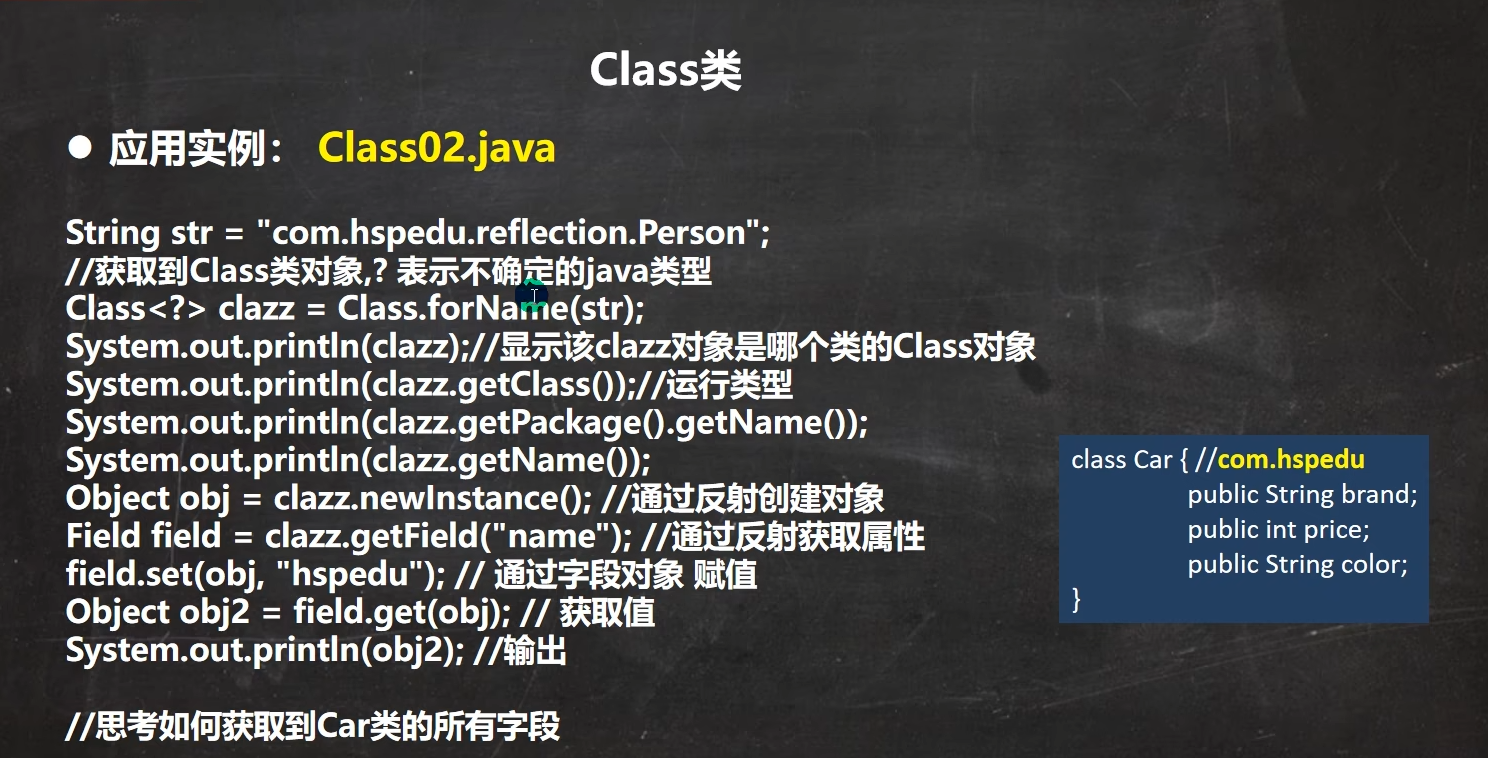 Class类
● 应用实例： Class02.java
String str = "com.hspedu.reflection.Person";
//获取到Class类对象,? 表示不确定的java类型
Class<?> clazz = Class.forName(str);
System.out.println(clazz);//显示该clazz对象是哪个类的Class对象
System.out.println(clazz.getClass());//运行类型
System.out.println(clazz.getPackage().getName());
System.out.println(clazz.getName());
Object obj = clazz.newInstance(); //通过反射创建对象
Field field = clazz.getField("name"); //通过反射获取属性
field.set(obj, "hspedu"); // 通过字段对象 赋值
Object obj2 = field.get(obj); // 获取值
System.out.println(obj2); //输出
//思考如何获取到Car类的所有字段
class Car { //com.hspedu
public String brand;
public int price;
public String color;
}